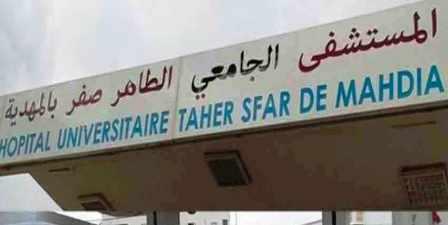 المستشفى الجامعي الطاهر صفر بالمهدية
HOPITAL UNIVERSITAIRE TAHER SFAR DE MAHDIA